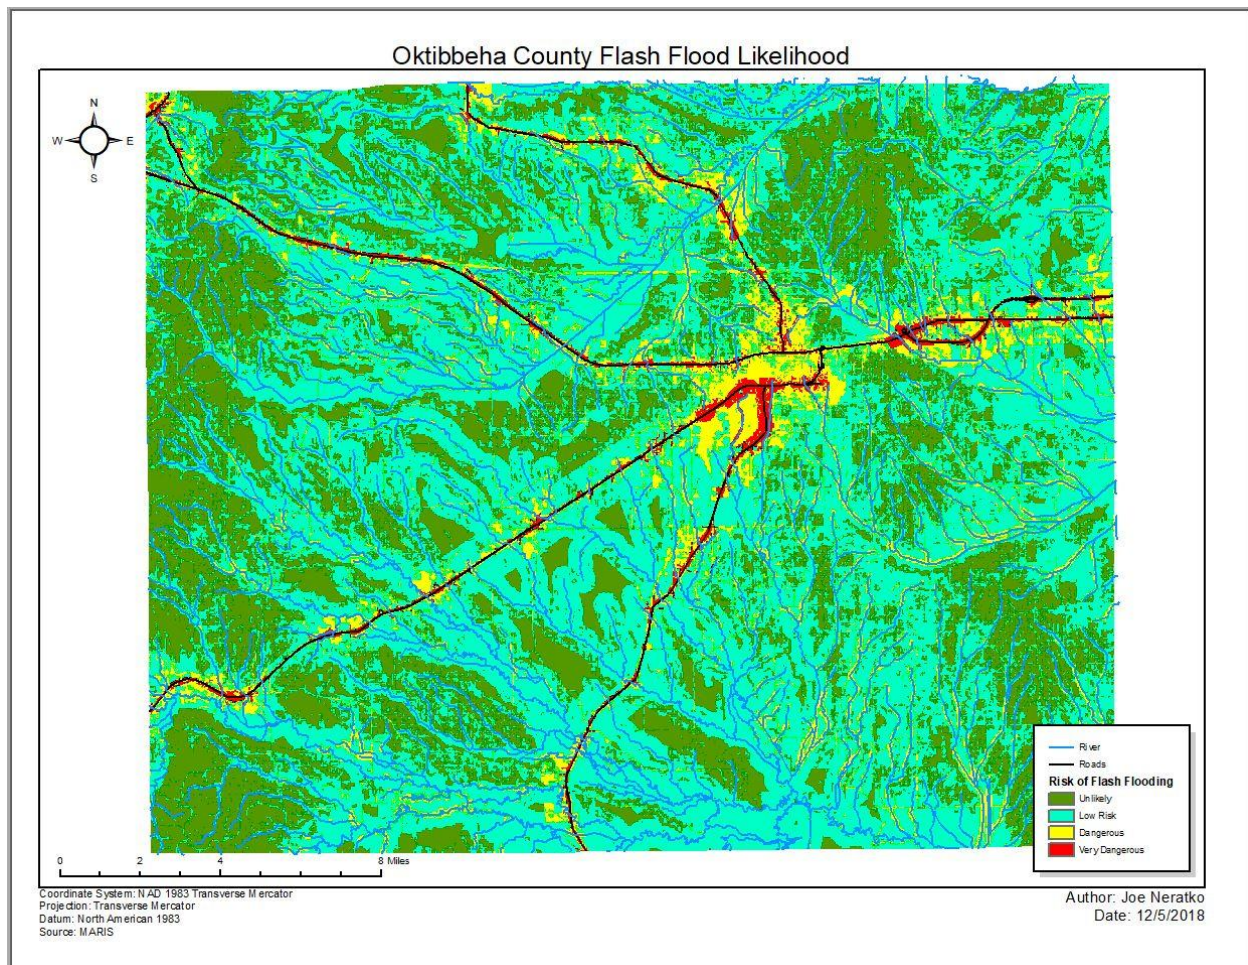 Oktibbeha County Flash Flood Likelihood
N
W E
S
River
Roads
Risk of Flash Flooding
Unlikely
Low Risk
Dangerous
Very Dangerous
0 2 4 8 Miles
Coordinate System: NAD 1983 Transverse Mercator
Projection: Transverse Mercator
Datum: North American 1983
Source: MARIS
Author: Joe Neratko
Date: 12/5/2018